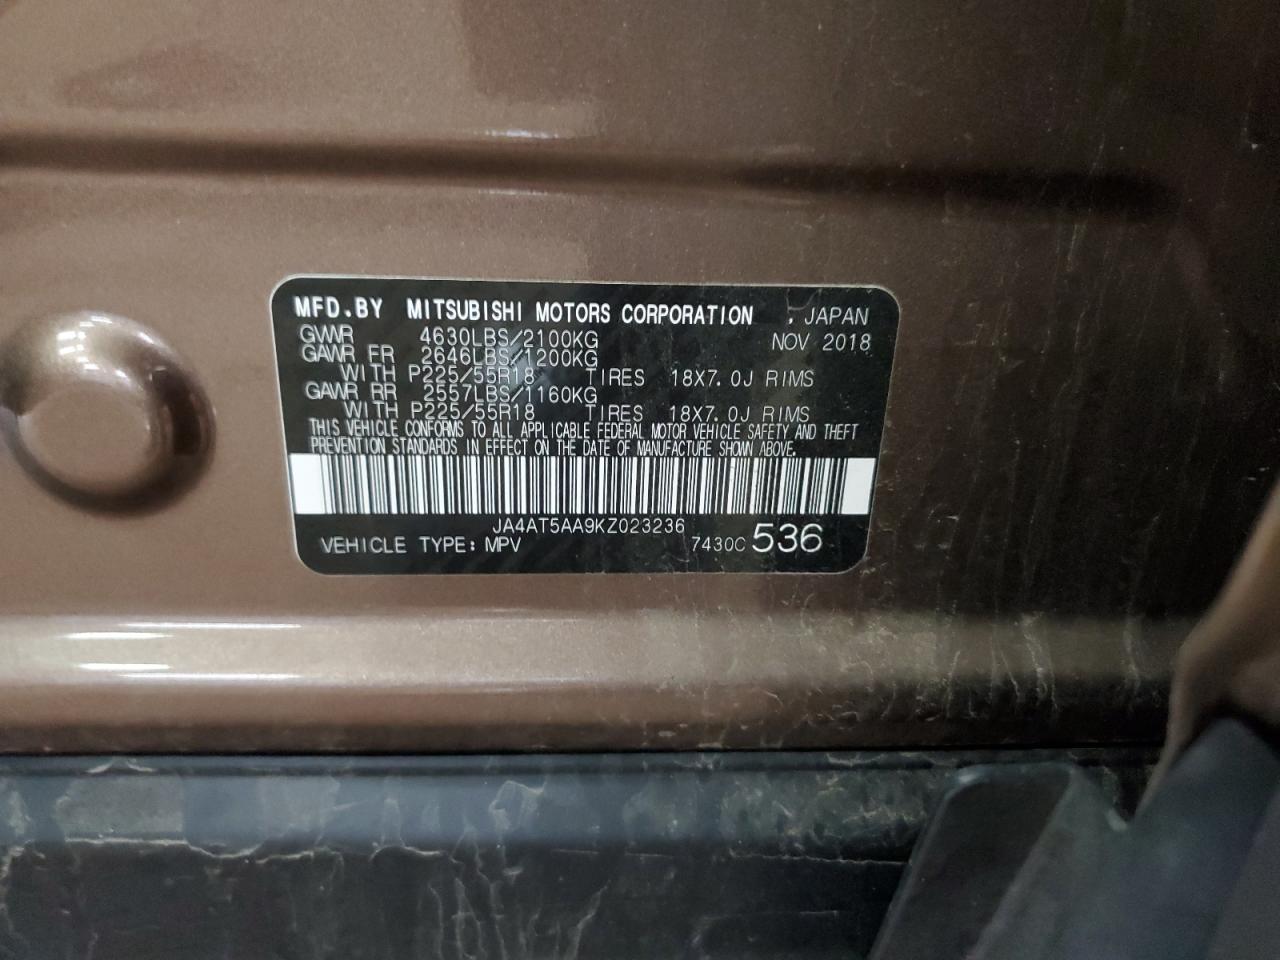 MFD.BY MITSUBISHI MOTORS CORPORATION , JAPAN
GWR 4630LBS/2100KG NOV 2018
GAWR FR 2646LBS/1200KG
WITH P225/55R18 TIRES 18X7.0J RIMS
GAWR RR 2557LBS/1160KG
WITH P225/55R18 TIRES 18X7.0J RIMS
THIS VEHICLE CONFORMS TO ALL APPLICABLE FEDERAL MOTOR VEHICLE SAFETY AND THEFT
PREVENTION STANDARDS IN EFFECT ON THE DATE OF MANUFACTURE SHOWN ABOVE.
JA4AT5AA9KZ023236
VEHICLE TYPE: MPV 7430C 536